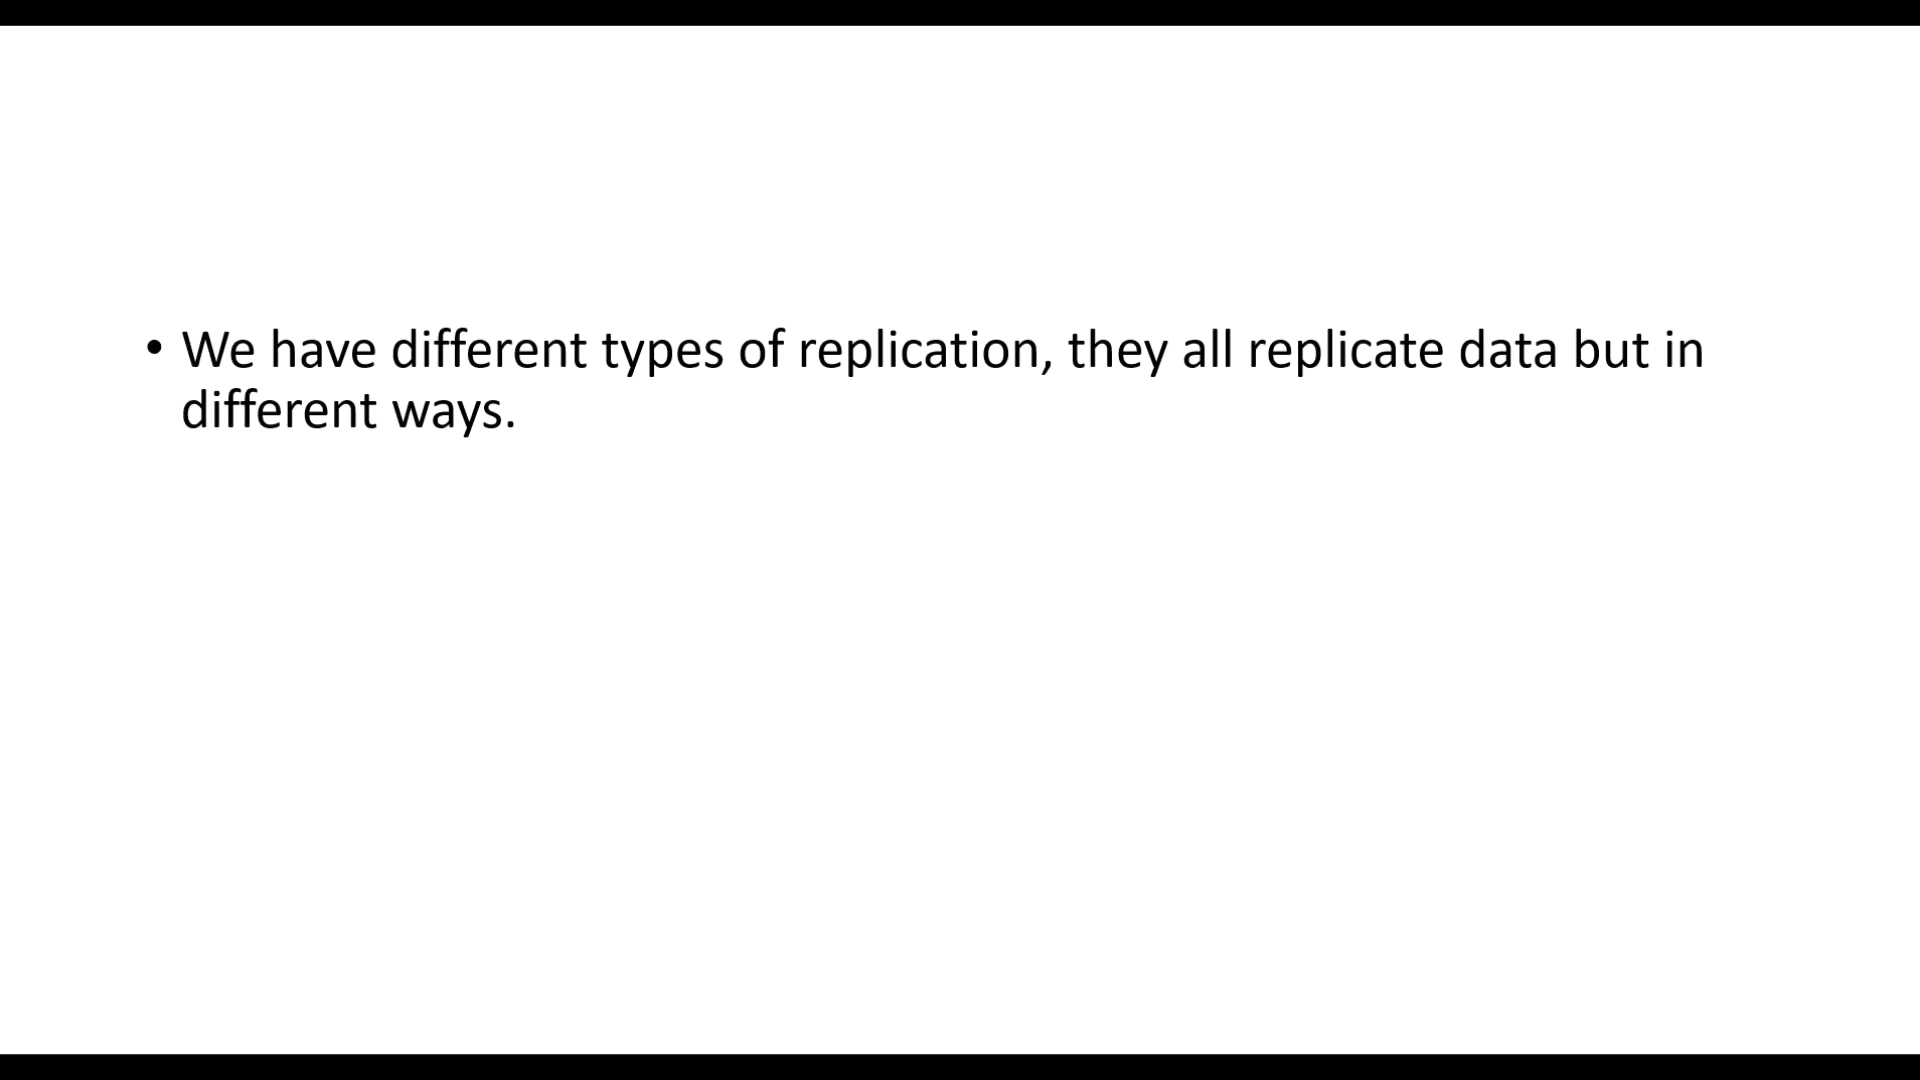 • We have different types of replication, they all replicate data but in
different ways.